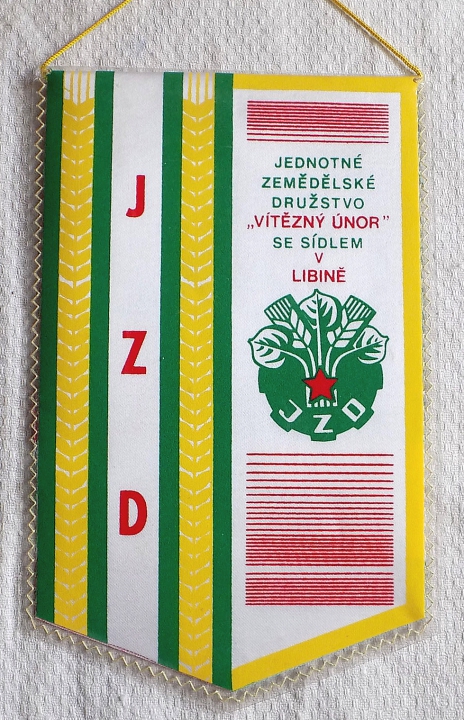 J
Z
D
JEDNOTNÉ
ZEMĚDĚLSKÉ
DRUŽSTVO
„VÍTĚZNÝ ÚNOR"
SE SÍDLEM
V
LIBINĚ
JZD